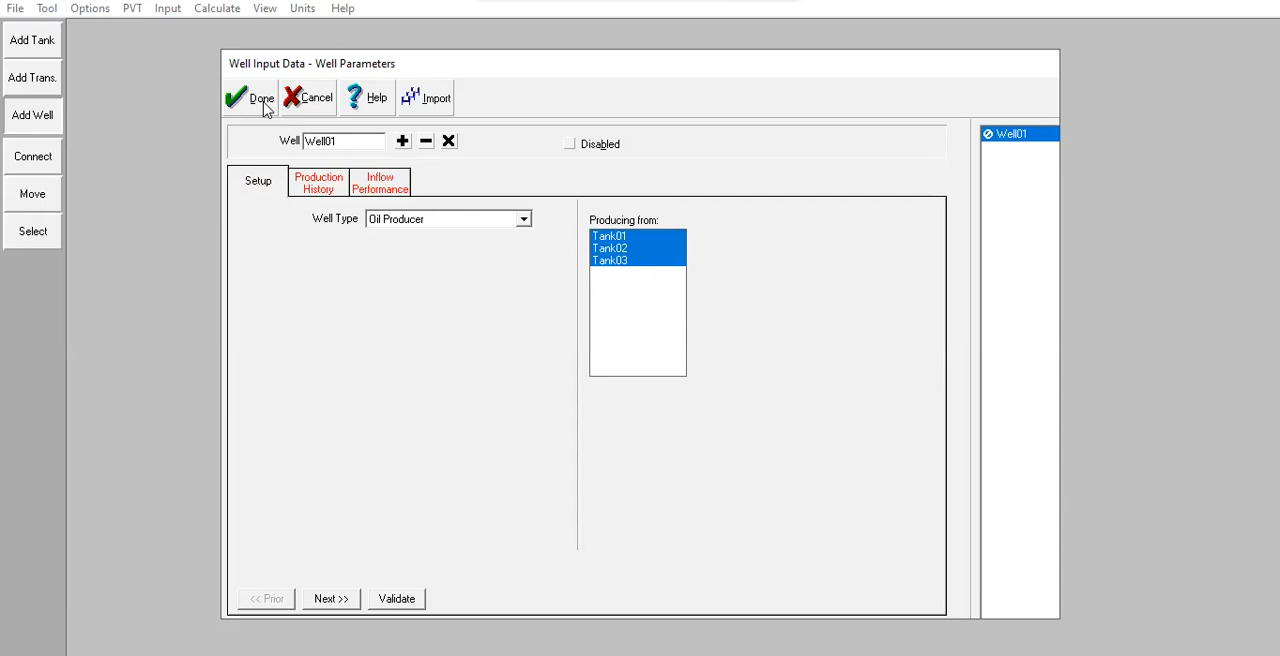 File Tool Options PVT Input Calculate View Units Help
Add Tank
Add Trans.
Add Well
Connect
Move
Select
Well Input Data - Well Parameters
Done Cancel Help Import
Well Well01 Disabled
Well01
Setup Production History Inflow Performance
Well Type Oil Producer
Producing from:
Tank01
Tank02
Tank03
<< Prior Next >> Validate